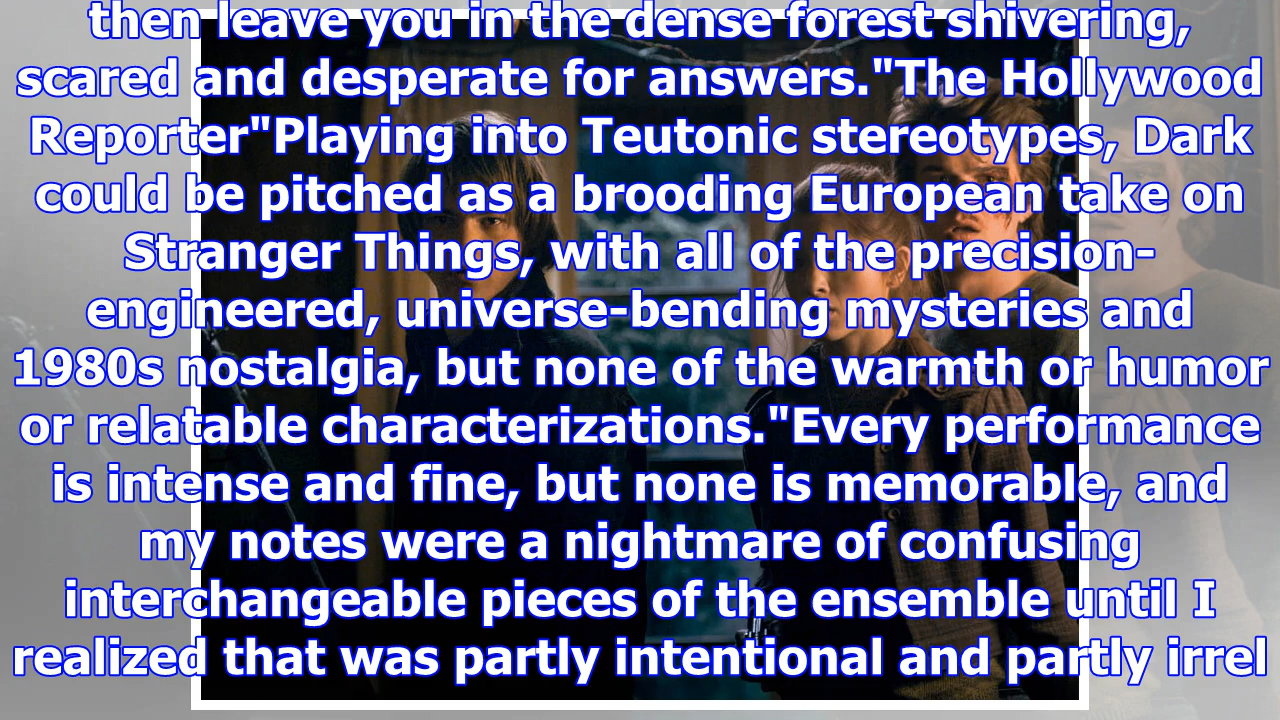 then leave you in the dense forest shivering,
scared and desperate for answers."The Hollywood
Reporter"Playing into Teutonic stereotypes, Dark
could be pitched as a brooding European take on
Stranger Things, with all of the precision-
engineered, universe-bending mysteries and
1980s nostalgia, but none of the warmth or humor
or relatable characterizations."Every performance
is intense and fine, but none is memorable, and
my notes were a nightmare of confusing
interchangeable pieces of the ensemble until I
realized that was partly intentional and partly irrel